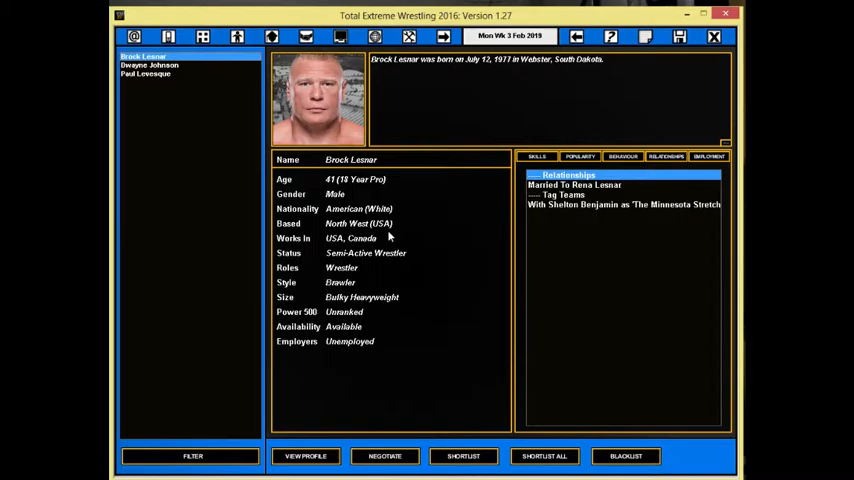 Total Extreme Wrestling 2016: Version 1.27
Mon Wk 3 Feb 2019
Brock Lesnar
Dwayne Johnson
Paul Levesque
Brock Lesnar was born on July 12, 1977 in Webster, South Dakota.
Name Brock Lesnar
Age 41 (18 Year Pro)
Gender Male
Nationality American (White)
Based North West (USA)
Works In USA, Canada
Status Semi-Active Wrestler
Roles Wrestler
Style Brawler
Size Bulky Heavyweight
Power 500 Unranked
Availability Available
Employers Unemployed
SKILLS POPULARITY BEHAVIOUR RELATIONSHIPS EMPLOYMENT
----- Relationships
Married To Rena Lesnar
----- Tag Teams
With Shelton Benjamin as 'The Minnesota Stretch
FILTER VIEW PROFILE NEGOTIATE SHORTLIST SHORTLIST ALL BLACKLIST